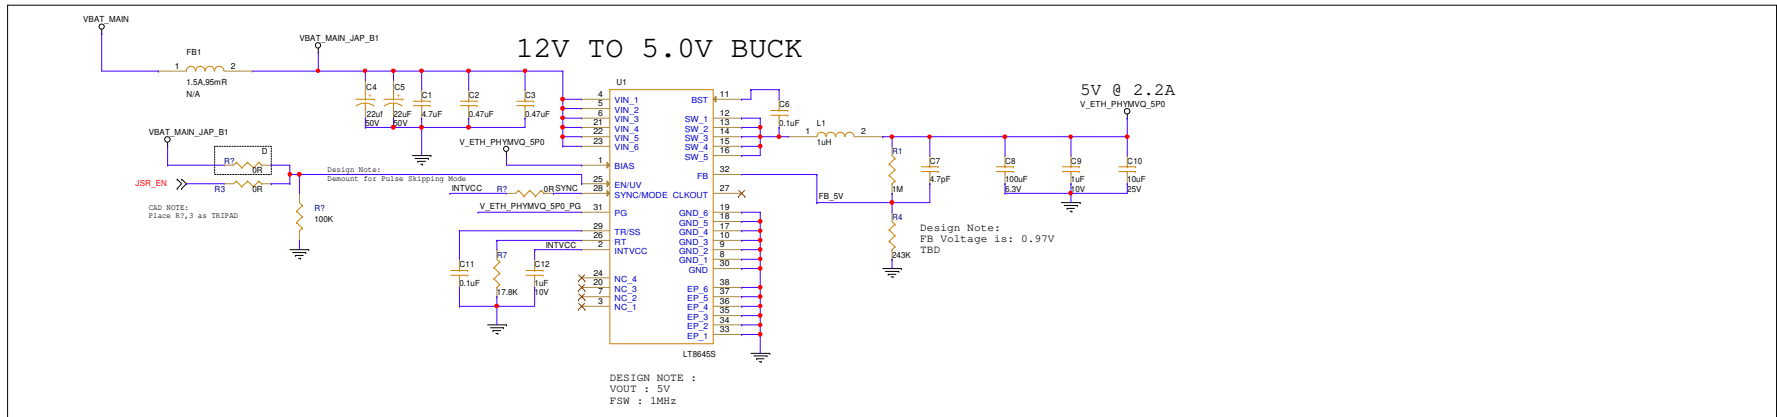 VBAT_MAIN
VBAT_MAIN_JAP_B1
12V TO 5.0V BUCK
FB1
1
2
1.5A,95mR
N/A
C4
22uf
50V
C5
22uF
50V
C1
4.7uF
C2
0.47uF
C3
0.47uF
U1
4 VIN_1
5 VIN_2
6 VIN_3
21 VIN_4
22 VIN_5
23 VIN_6
1 BIAS
25 EN/UV
28 SYNC/MODE
31 PG
29 TR/SS
26 RT
2 INTVCC
24 NC_4
20 NC_3
7 NC_2
3 NC_1
BST 11
SW_1 12
SW_2 13
SW_3 14
SW_4 15
SW_5 16
FB 32
CLKOUT 27
GND_6 19
GND_5 18
GND_4 17
GND_3 10
GND_2 9
GND_1 8
GND 30
EP_6 38
EP_5 37
EP_4 36
EP_3 35
EP_2 34
EP_1 33
LT8645S
VBAT_MAIN_JAP_B1
D
R?
0R
JSR_EN
R3
0R
CAD NOTE:
Place R?,3 as TRIPAD
R?
100K
Design Note:
Demount for Pulse Skipping Mode
V_ETH_PHYMVQ_5P0
INTVCC
R?
0R
SYNC
V_ETH_PHYMVQ_5P0_PG
INTVCC
C11
0.1uF
R7
17.8K
C12
1uF
10V
C6
0.1uF
L1
1
2
1uH
5V @ 2.2A
V_ETH_PHYMVQ_5P0
R1
1M
C7
4.7pF
C8
100uF
6.3V
C9
1uF
10V
C10
10uF
25V
FB_5V
R4
243K
Design Note:
FB Voltage is: 0.97V
TBD
DESIGN NOTE :
VOUT : 5V
FSW : 1MHz